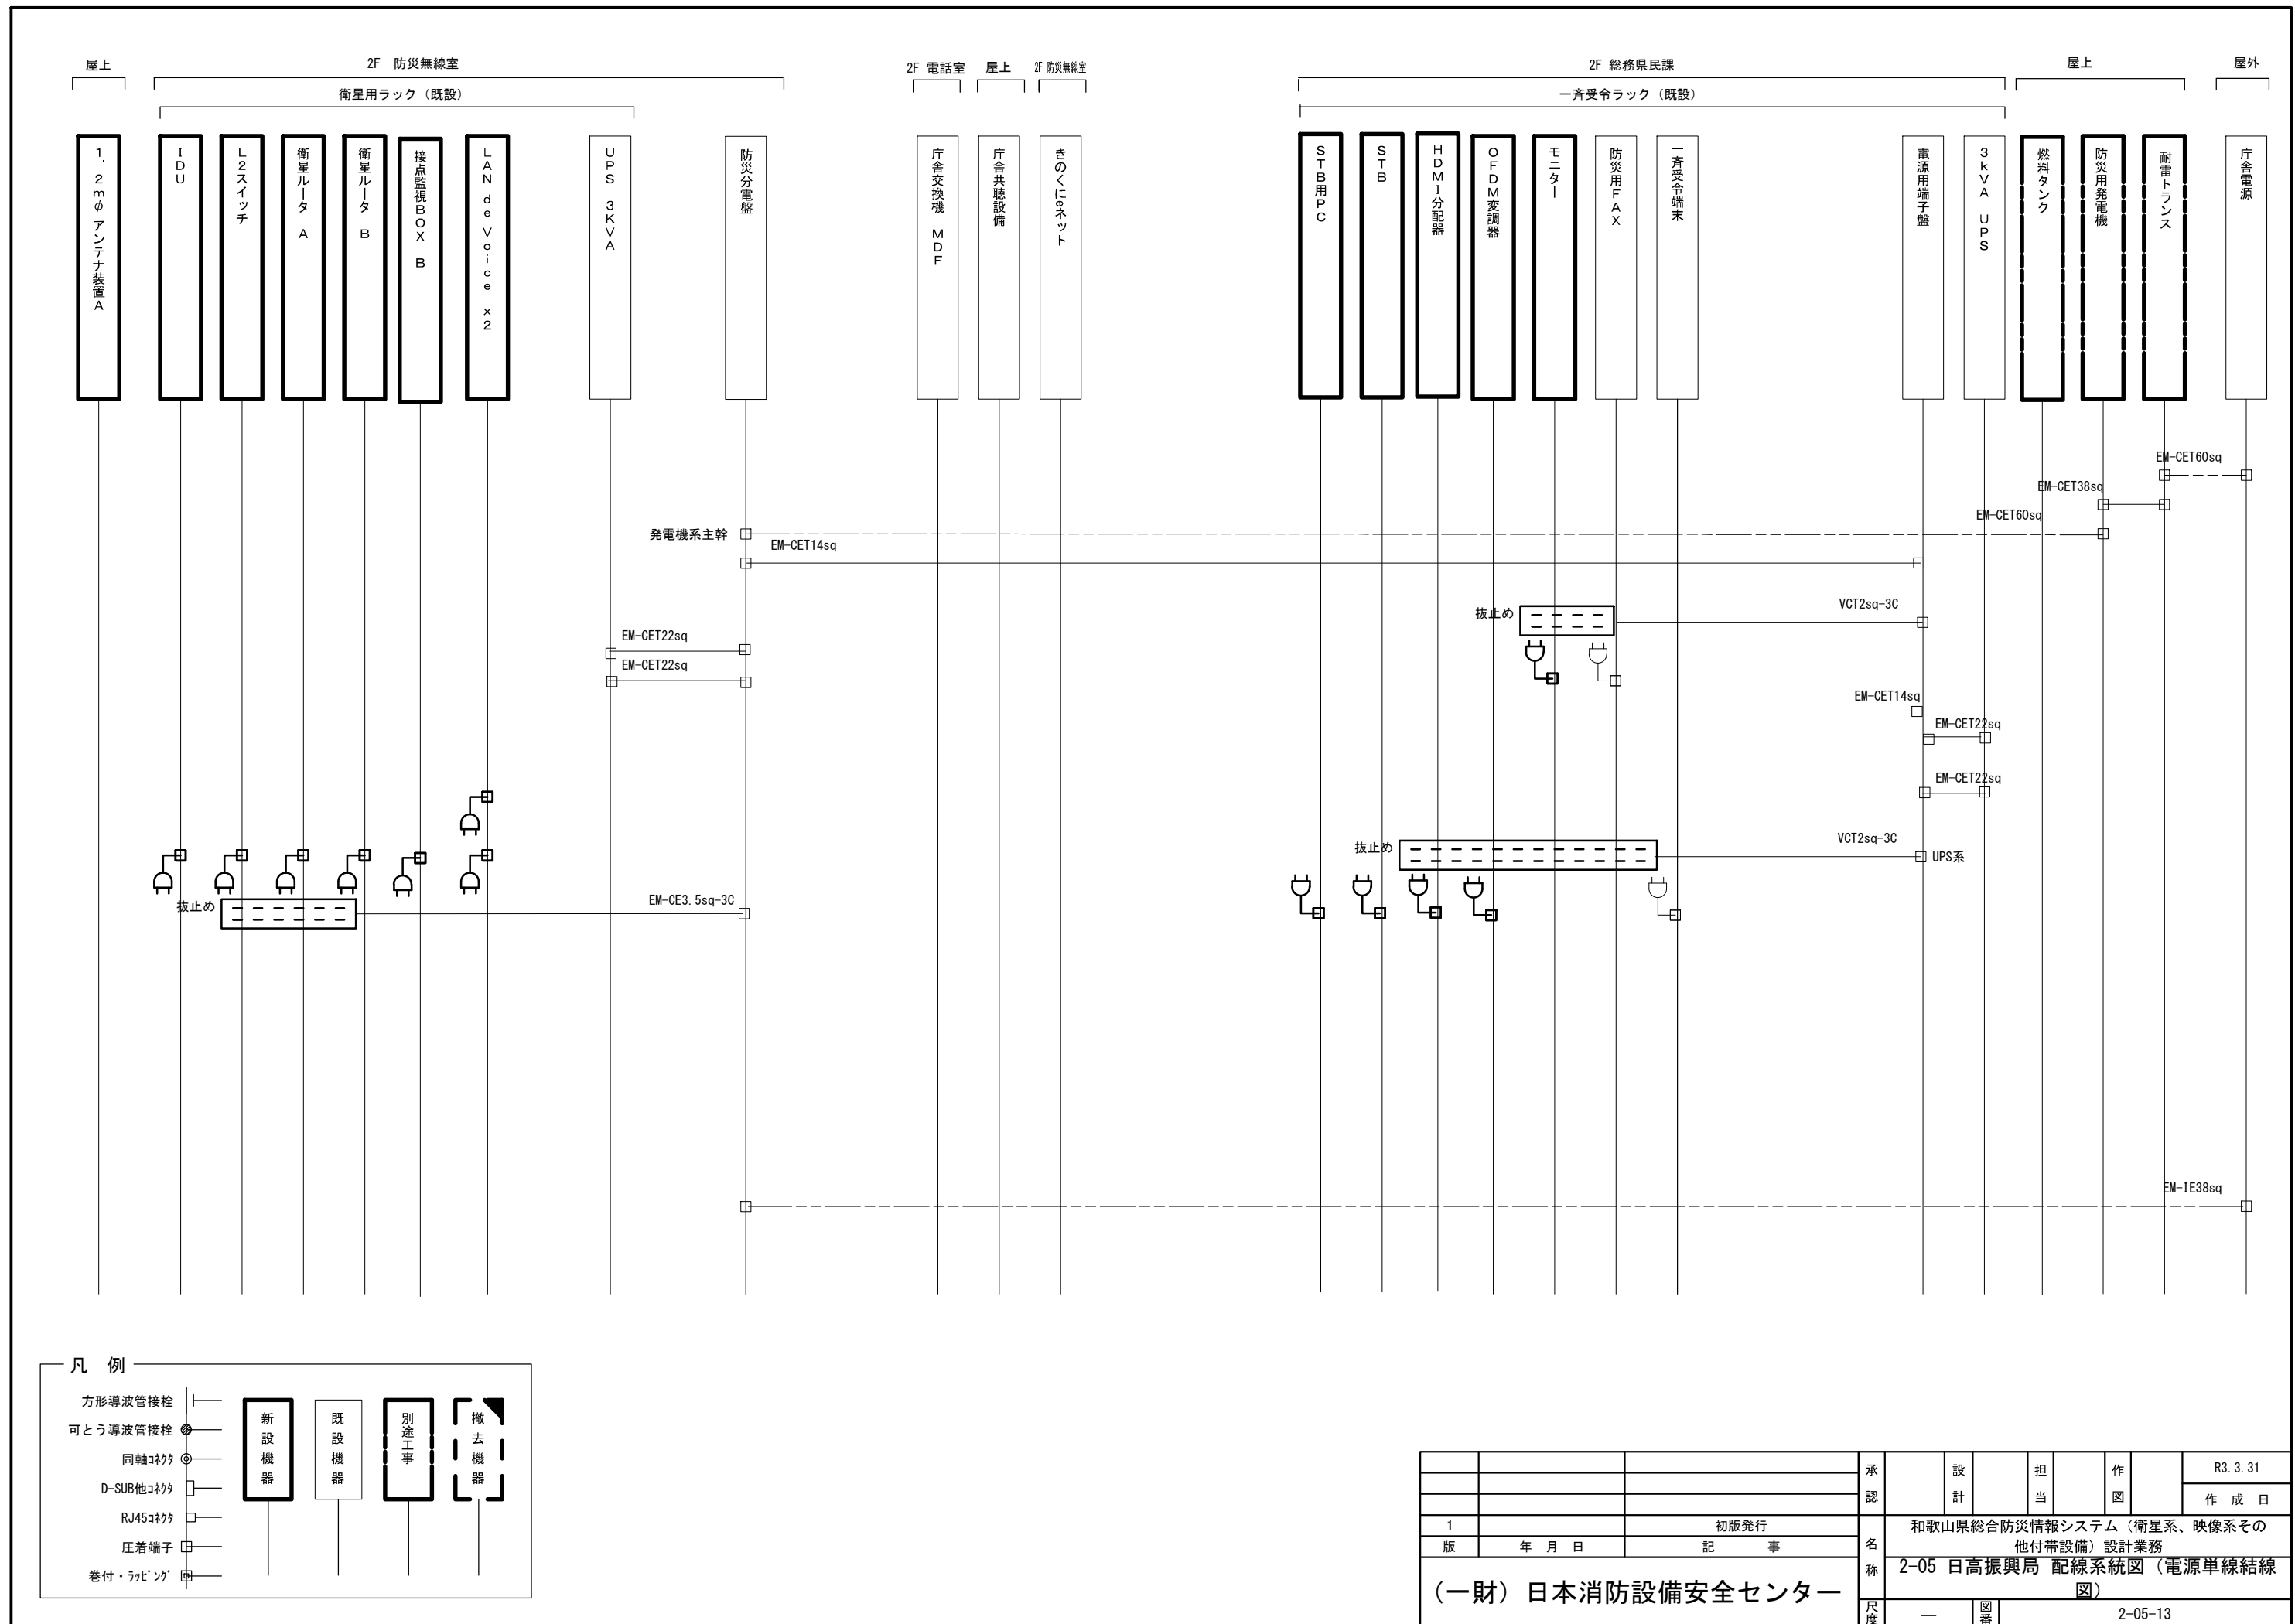 屋上
2F 防災無線室
衛星用ラック（既設）
2F 電話室
屋上
2F 防災無線室
2F 総務県民課
一斉受令ラック（既設）
屋上
屋外
1．2ｍφ アンテナ装置Ａ
ＩＤＵ
Ｌ２スイッチ
衛星ルータ Ａ
衛星ルータ Ｂ
接点監視ＢＯＸ Ｂ
ＬＡＮ ｄｅ Ｖｏｉｃｅ ×２
ＵＰＳ ３ＫＶＡ
防災分電盤
庁舎交換機 ＭＤＦ
庁舎共聴設備
きのくにeネット
ＳＴＢ用ＰＣ
ＳＴＢ
ＨＤＭＩ分配器
ＯＦＤＭ変調器
モニター
防災用ＦＡＸ
一斉受令端末
電源用端子盤
３ｋＶＡ ＵＰＳ
燃料タンク
防災用発電機
耐雷トランス
庁舎電源
EM-CET60sq
EM-CET38sq
EM-CET60sq
発電機系主幹
EM-CET14sq
VCT2sq-3C
抜止め
EM-CET22sq
EM-CET22sq
EM-CET14sq
EM-CET22sq
EM-CET22sq
VCT2sq-3C
抜止め
UPS系
EM-CE3.5sq-3C
抜止め
EM-IE38sq
凡 例
方形導波管接栓
可とう導波管接栓
同軸ｺﾈｸﾀ
D-SUB他ｺﾈｸﾀ
RJ45ｺﾈｸﾀ
圧着端子
巻付・ﾗｯﾋﾟﾝｸﾞ
新設機器
既設機器
別途工事
撤去機器
承認
設計
担当
作図
R3.3.31
作 成 日
1
初版発行
版
年 月 日
記 事
名称
和歌山県総合防災情報システム（衛星系、映像系その
他付帯設備）設計業務
2-05 日高振興局 配線系統図（電源単線結線
図）
（一財）日本消防設備安全センター
尺度
―
図番
2-05-13